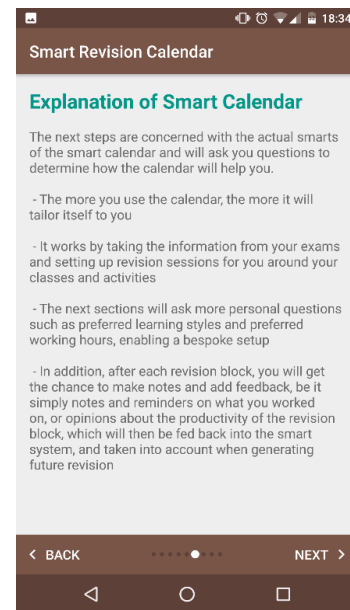 18:34
Smart Revision Calendar
Explanation of Smart Calendar
The next steps are concerned with the actual smarts
of the smart calendar and will ask you questions to
determine how the calendar will help you.
- The more you use the calendar, the more it will
tailor itself to you
- It works by taking the information from your exams
and setting up revision sessions for you around your
classes and activities
- The next sections will ask more personal questions
such as preferred learning styles and preferred
working hours, enabling a bespoke setup
- In addition, after each revision block, you will get
the chance to make notes and add feedback, be it
simply notes and reminders on what you worked
on, or opinions about the productivity of the revision
block, which will then be fed back into the smart
system, and taken into account when generating
future revision
BACK
NEXT